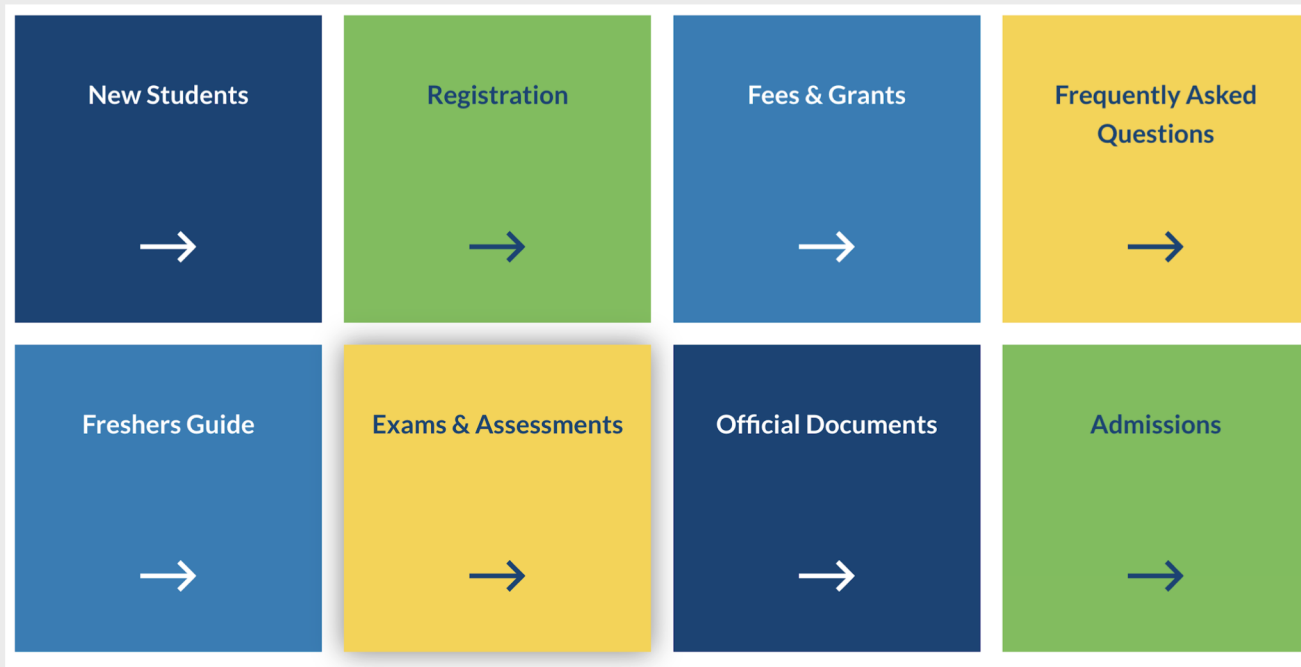 New Students
Registration
Fees & Grants
Frequently Asked
Questions
Freshers Guide
Exams & Assessments
Official Documents
Admissions